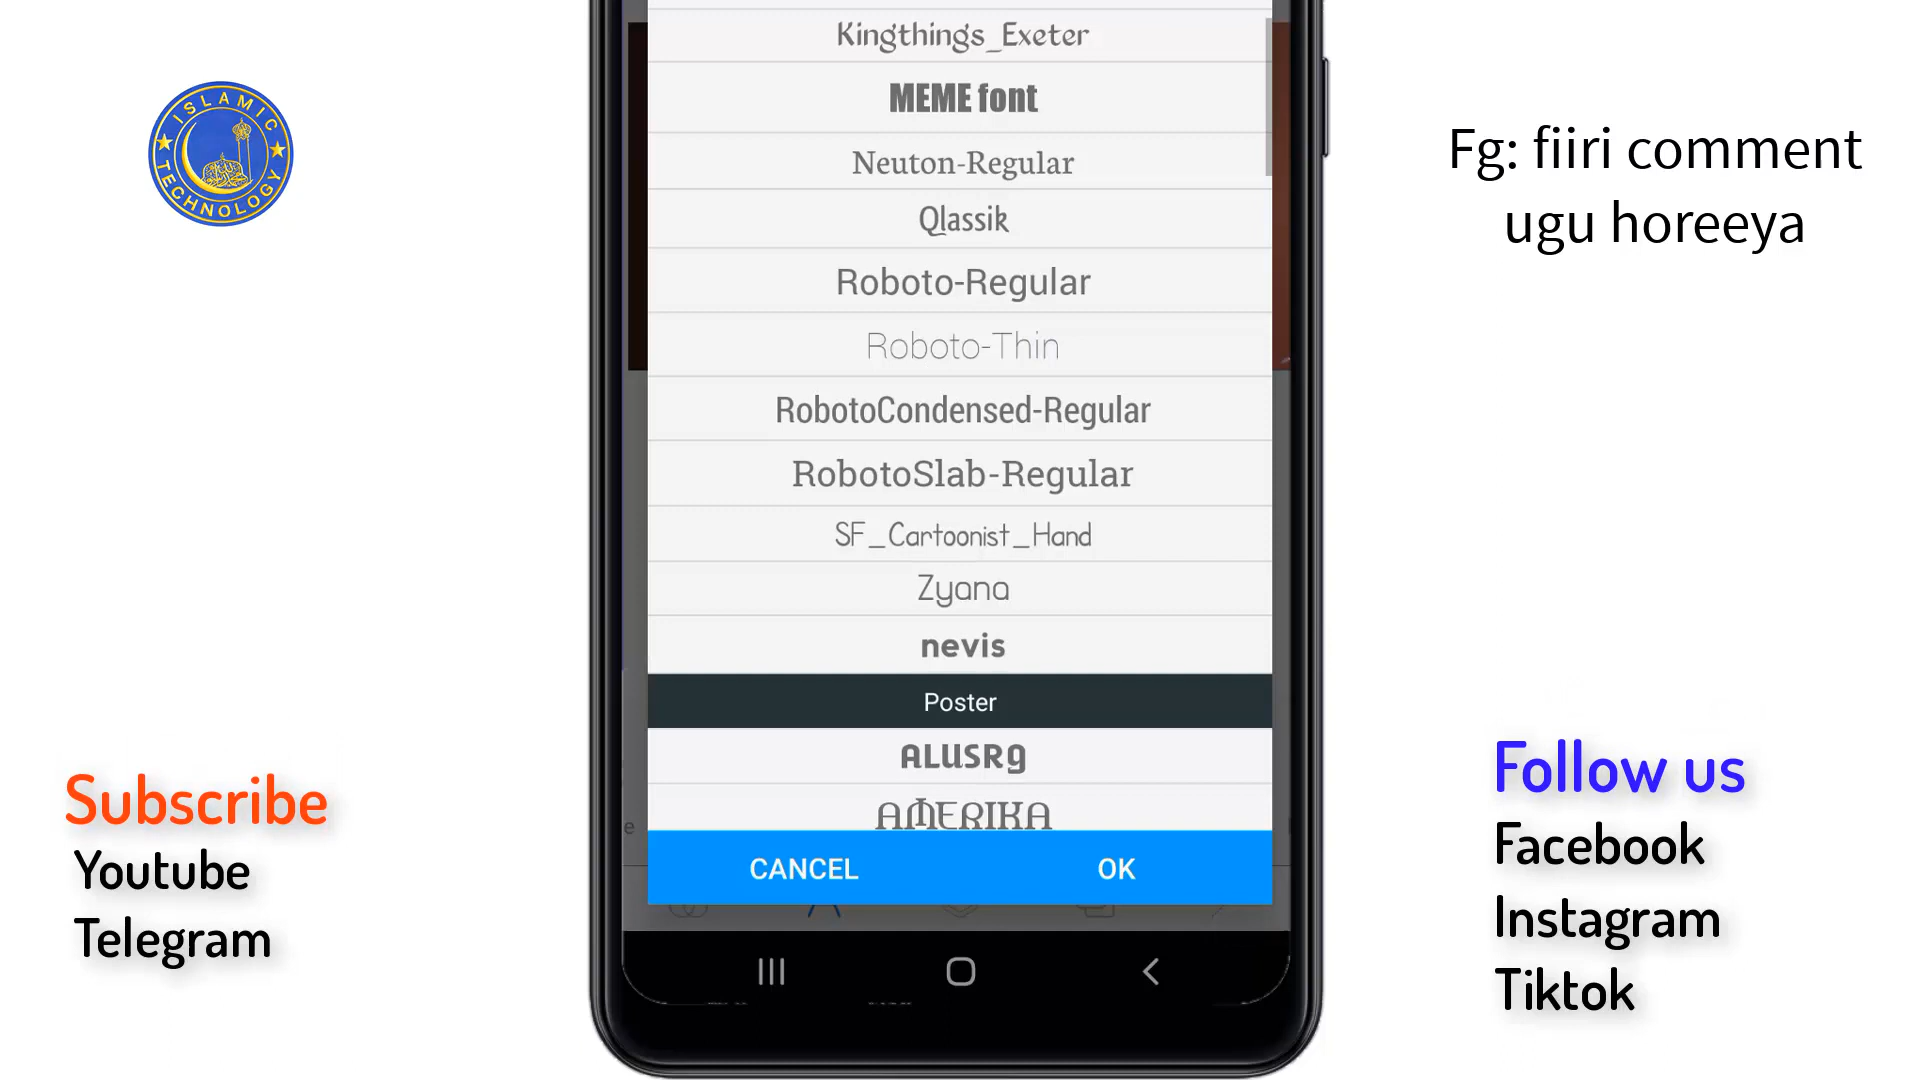 ISLAMIC
TECHNOLOGY
Kingthings_Exeter
MEME font
Neuton-Regular
Qlassik
Roboto-Regular
Roboto-Thin
RobotoCondensed-Regular
RobotoSlab-Regular
SF_Cartoonist_Hand
Zyana
nevis
Poster
ALUSRg
AMERIKA
CANCEL
OK
Fg: fiiri comment
ugu horeeya
Subscribe
Youtube
Telegram
Follow us
Facebook
Instagram
Tiktok